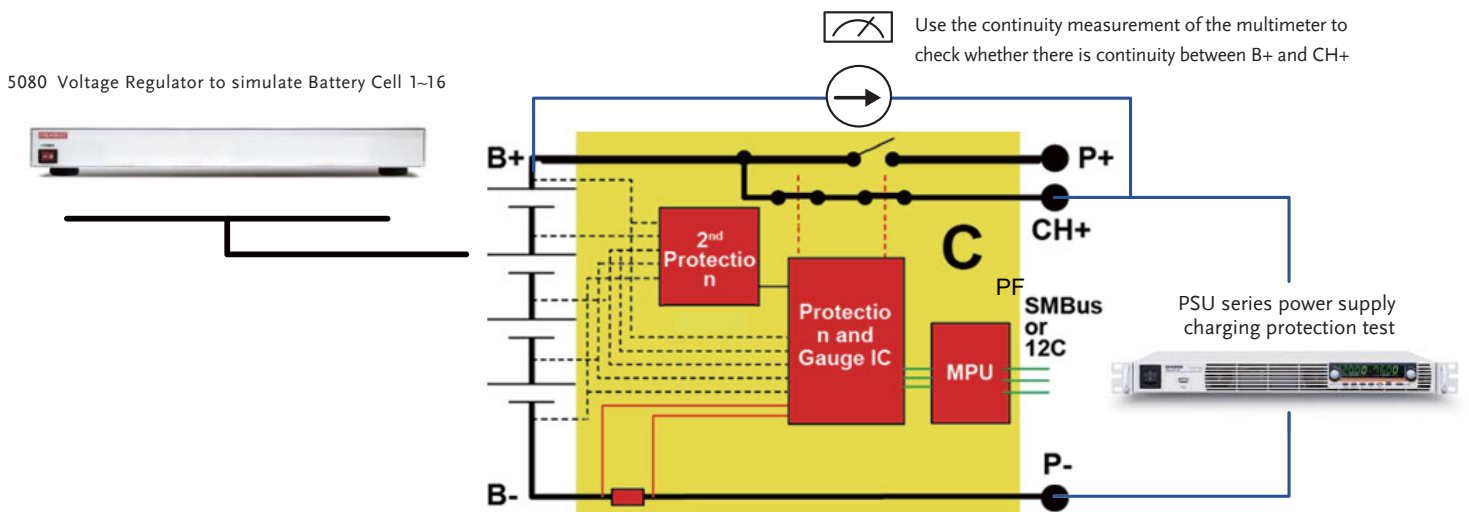 Use the continuity measurement of the multimeter to
check whether there is continuity between B+ and CH+
5080 Voltage Regulator to simulate Battery Cell 1~16
B+
P+
CH+
2nd
Protectio
n
C
PF
SMBus
or
12C
Protectio
n and
Gauge IC
MPU
PSU series power supply
charging protection test
P-
B-